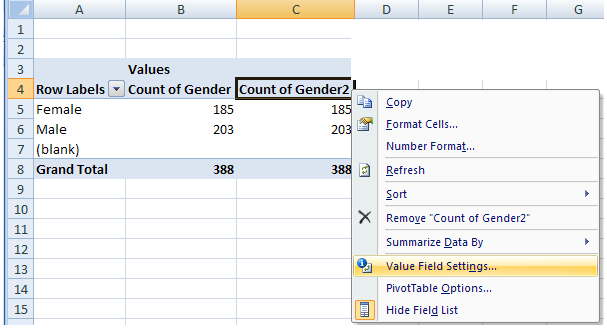 A B C D E F G
1
2
3 Values
4 Row Labels Count of Gender Count of Gender2
5 Female 185 185
6 Male 203 203
7 (blank)
8 Grand Total 388 388
9
10
11
12
13
14
15
Copy
Format Cells...
Number Format...
Refresh
Sort
Remove "Count of Gender2"
Summarize Data By
Value Field Settings...
PivotTable Options...
Hide Field List